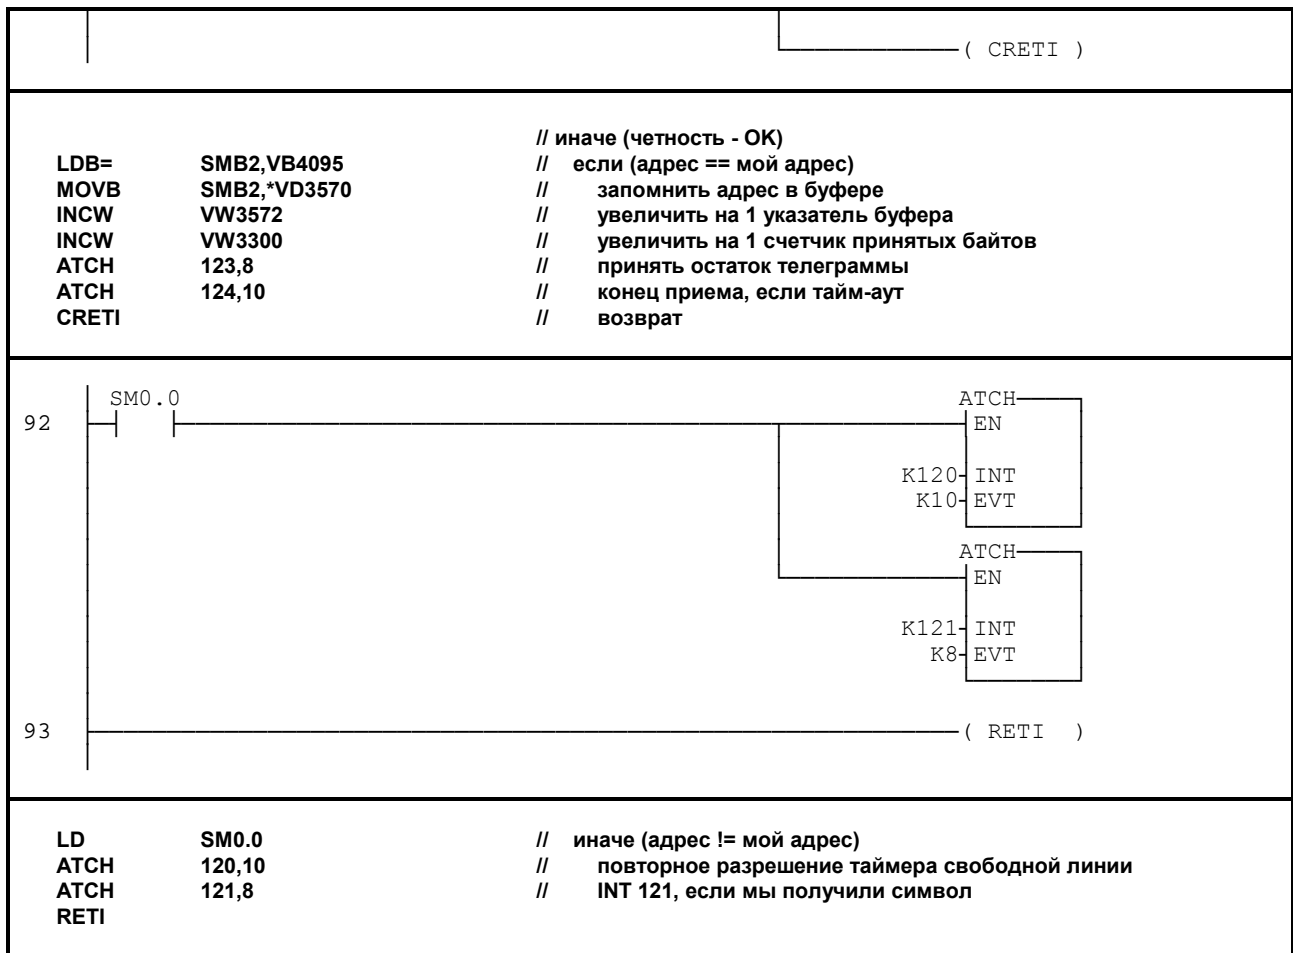 ( CRETI )
// иначе (четность - OK)
LDB= SMB2,VB4095 // если (адрес == мой адрес)
MOVB SMB2,*VD3570 // запомнить адрес в буфере
INCW VW3572 // увеличить на 1 указатель буфера
INCW VW3300 // увеличить на 1 счетчик принятых байтов
ATCH 123,8 // принять остаток телеграммы
ATCH 124,10 // конец приема, если тайм-аут
CRETI // возврат
SM0.0 ATCH
92 EN
K120 INT
K10 EVT
ATCH
EN
K121 INT
K8 EVT
93 ( RETI )
LD SM0.0 // иначе (адрес != мой адрес)
ATCH 120,10 // повторное разрешение таймера свободной линии
ATCH 121,8 // INT 121, если мы получили символ
RETI